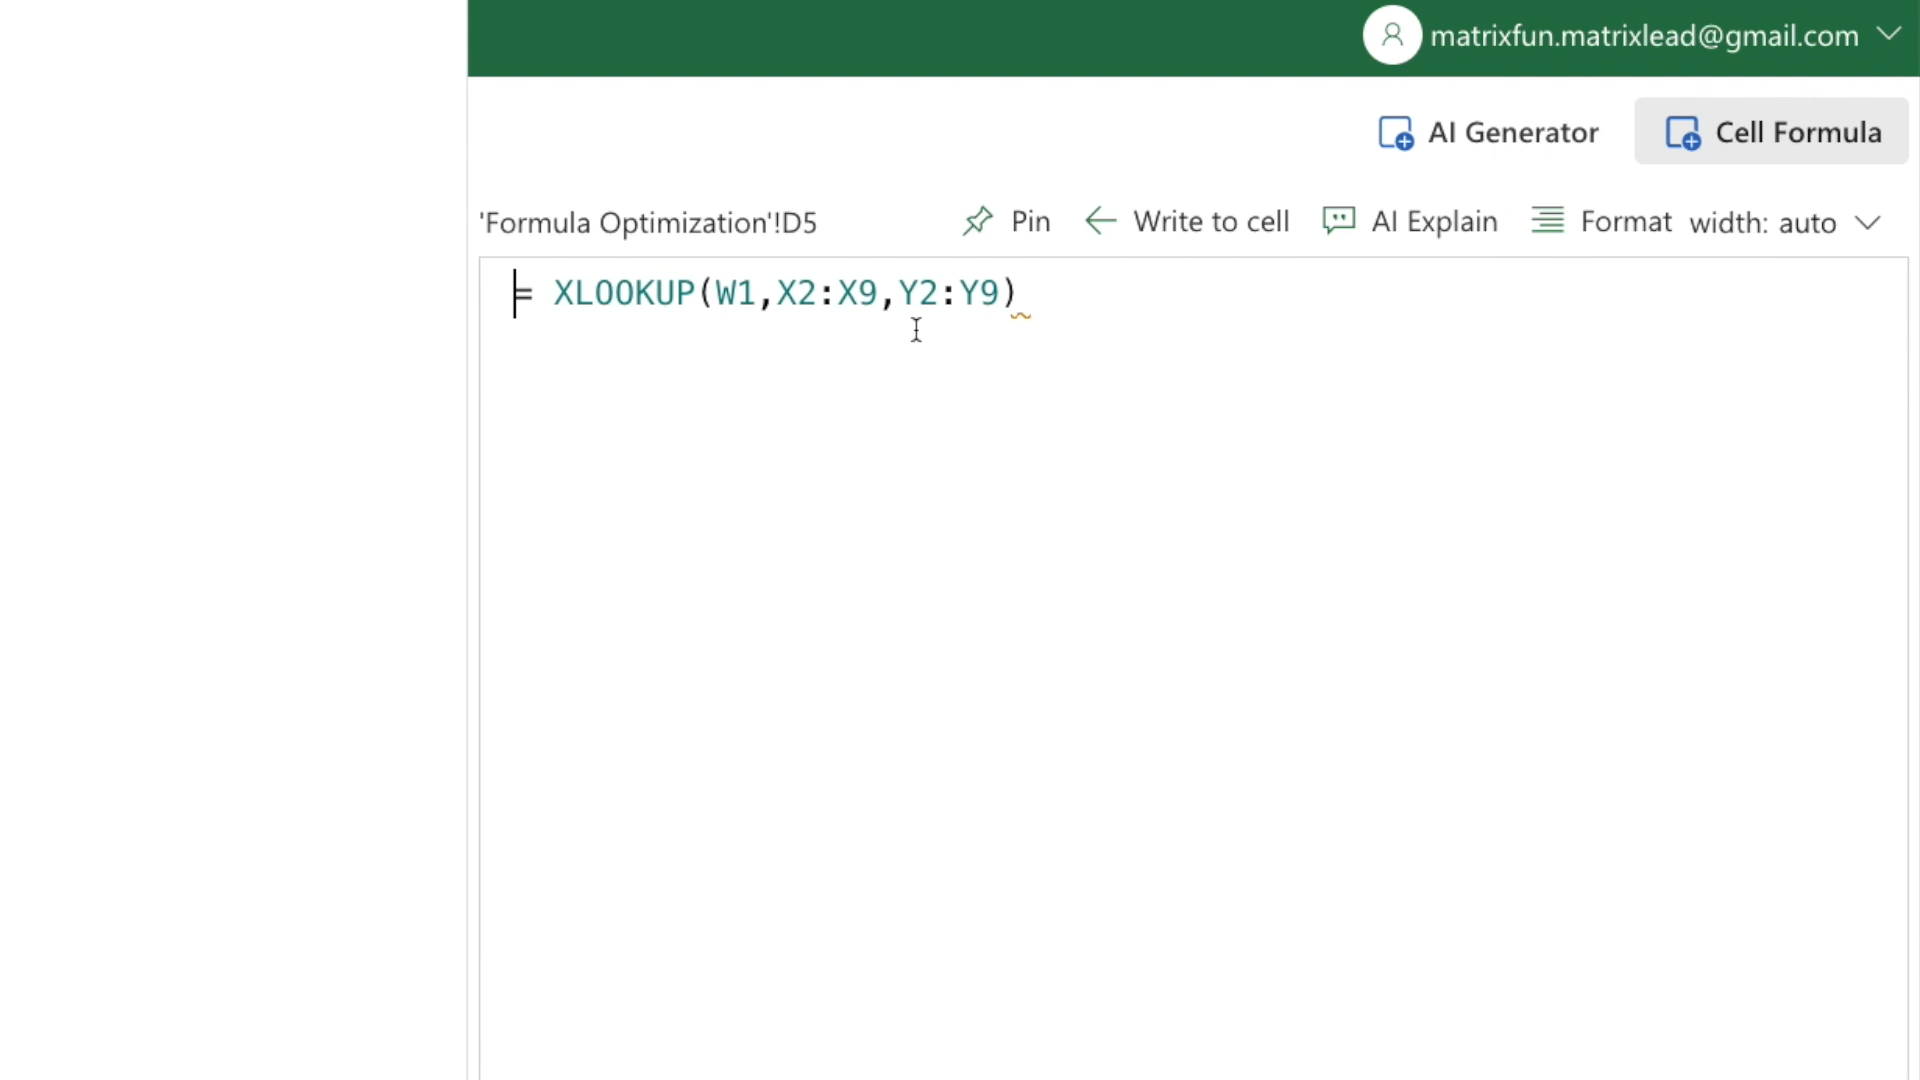 matrixfun.matrixlead@gmail.com
AI Generator Cell Formula
'Formula Optimization'!D5 Pin Write to cell AI Explain Format width: auto
= XLOOKUP(W1,X2:X9,Y2:Y9)